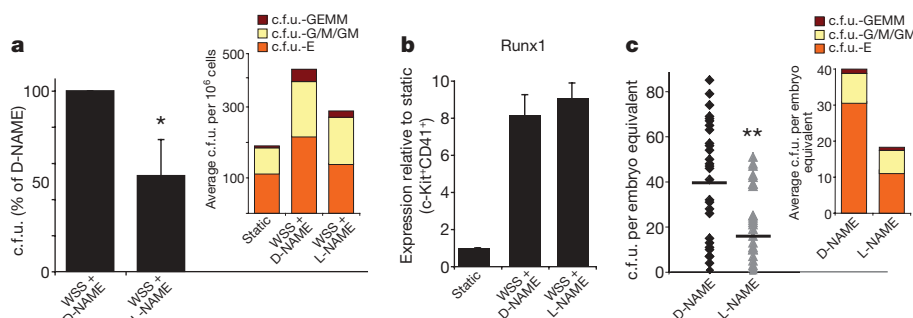 a
c.f.u. (% of D-NAME)
100
50
0
*
WSS +
D-NAME
WSS +
L-NAME
c.f.u.-GEMM
c.f.u.-G/M/GM
c.f.u.-E
Average c.f.u. per 10⁶ cells
500
300
100
Static
WSS +
D-NAME
WSS +
L-NAME
b
Runx1
Expression relative to static
(c-Kit⁺CD41⁺)
10
8
6
4
2
0
Static
WSS +
D-NAME
WSS +
L-NAME
c
c.f.u. per embryo equivalent
80
60
40
20
0
**
D-NAME
L-NAME
c.f.u.-GEMM
c.f.u.-G/M/GM
c.f.u.-E
Average c.f.u. per embryo
equivalent
40
30
20
10
0
D-NAME
L-NAME